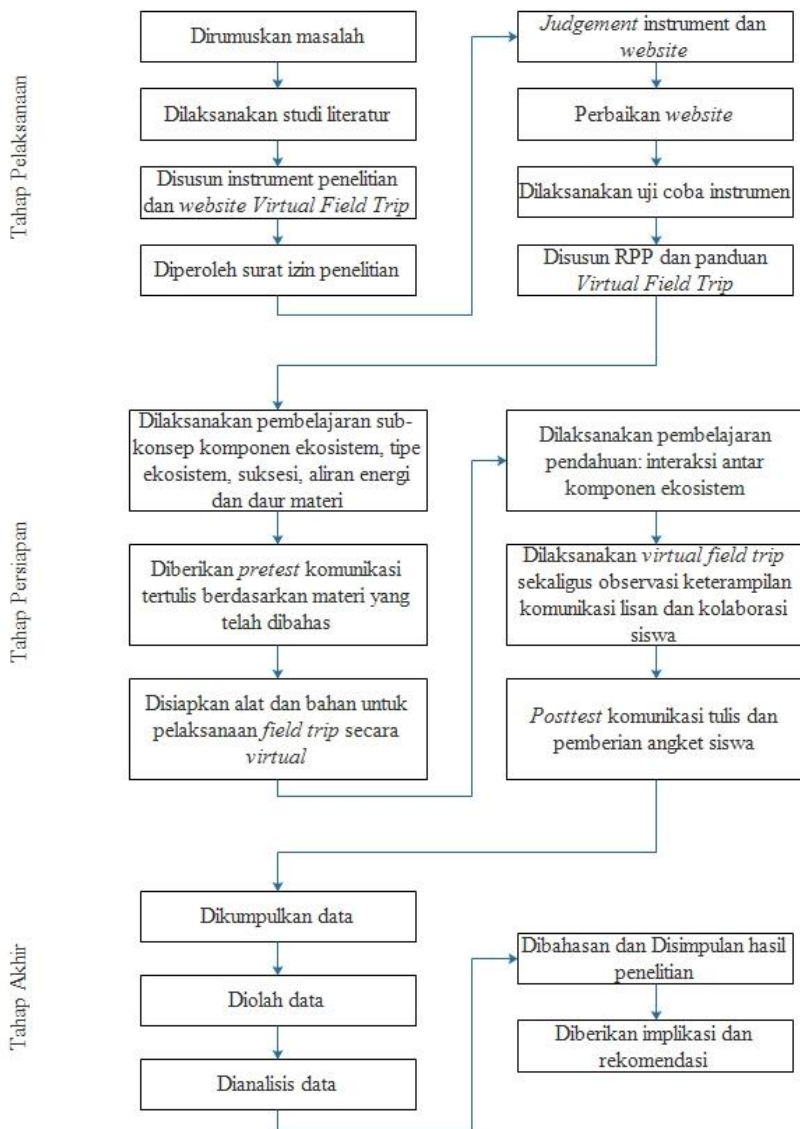 Tahap Pelaksanaan
Dirumuskan masalah
Dilaksanakan studi literatur
Disusun instrument penelitian
dan website Virtual Field Trip
Diperoleh surat izin penelitian
Judgement instrument dan
website
Perbaikan website
Dilaksanakan uji coba instrumen
Disusun RPP dan panduan
Virtual Field Trip
Tahap Persiapan
Dilaksanakan pembelajaran sub-
konsep komponen ekosistem, tipe
ekosistem, suksesi, aliran energi
dan daur materi
Diberikan pretest komunikasi
tertulis berdasarkan materi yang
telah dibahas
Disiapkan alat dan bahan untuk
pelaksanaan field trip secara
virtual
Dilaksanakan pembelajaran
pendahuan: interaksi antar
komponen ekosistem
Dilaksanakan virtual field trip
sekaligus observasi keterampilan
komunikasi lisan dan kolaborasi
siswa
Posttest komunikasi tulis dan
pemberian angket siswa
Tahap Akhir
Dikumpulkan data
Diolah data
Dianalisis data
Dibahasan dan Disimpulan hasil
penelitian
Diberikan implikasi dan
rekomendasi